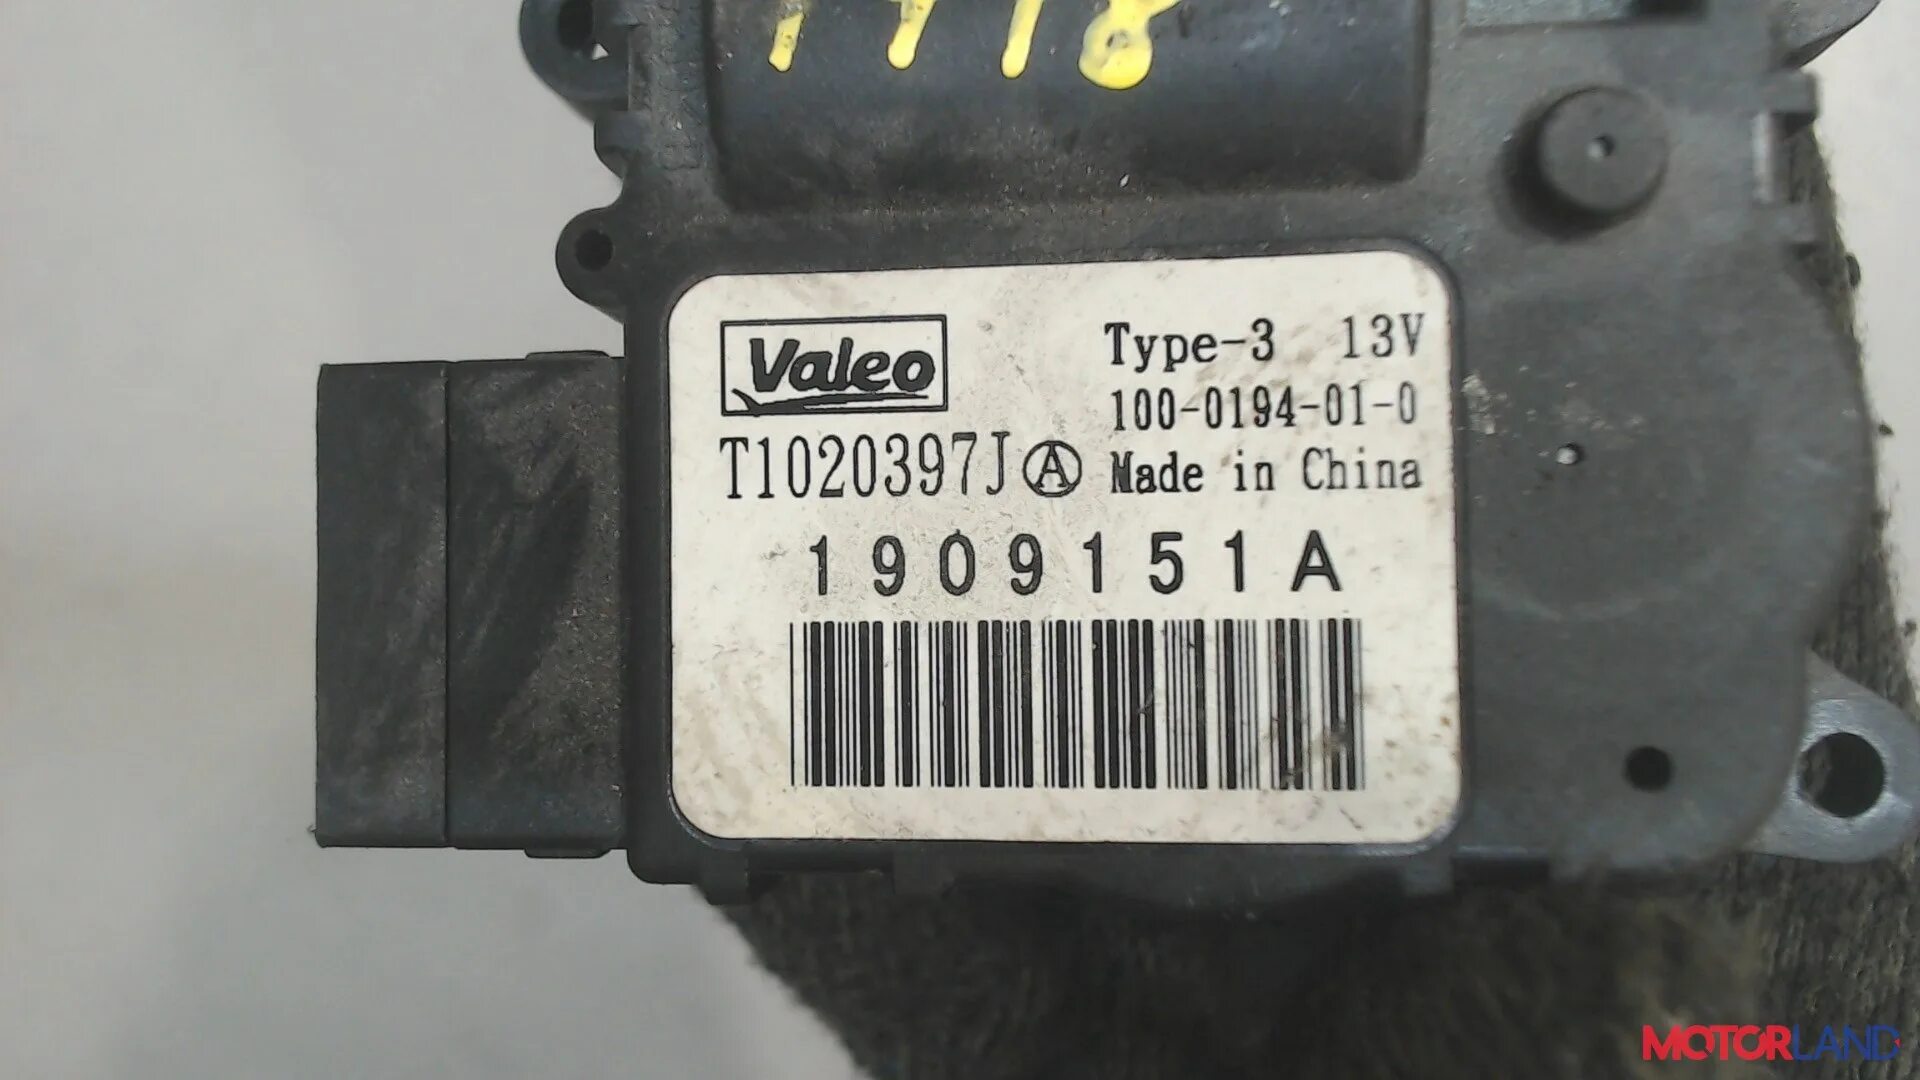 Valeo
Type-3 13V
100-0194-01-0
T1020397J Ⓐ Made in China
1909151A
MOTORLAND